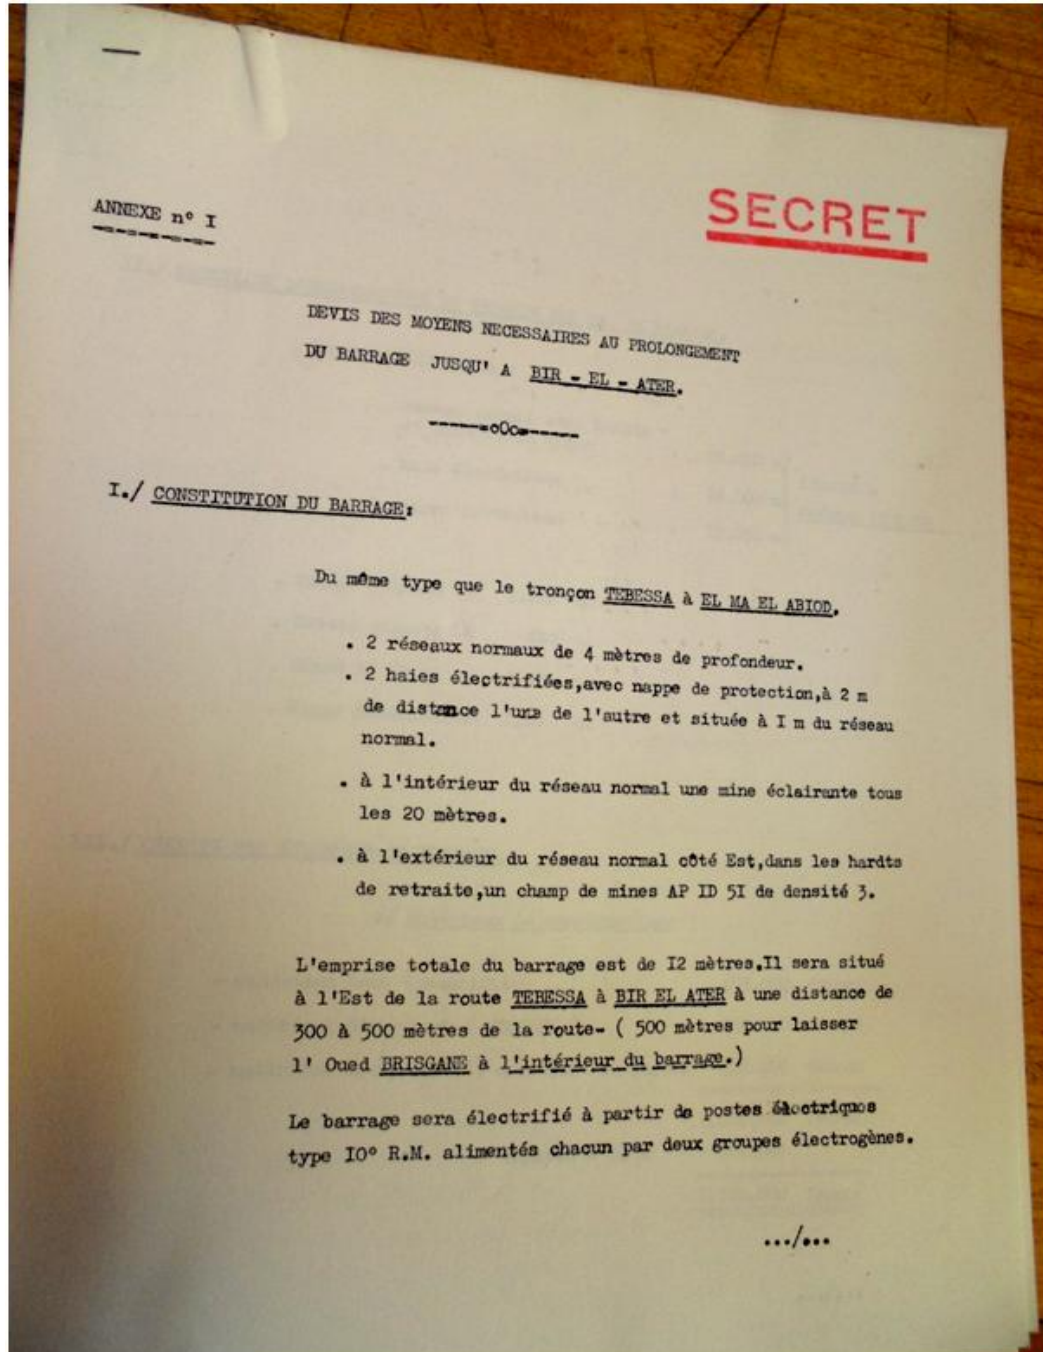 ANNEXE n° I
SECRET
DEVIS DES MOYENS NECESSAIRES AU PROLONGEMENT
DU BARRAGE JUSQU' A BIR - EL - ATER.
------oOo------
I./ CONSTITUTION DU BARRAGE:
Du même type que le tronçon TEBESSA à EL MA EL ABIOD.
. 2 réseaux normaux de 4 mètres de profondeur.
. 2 haies électrifiées,avec nappe de protection,à 2 m
de distance l'une de l'autre et située à I m du réseau
normal.
. à l'intérieur du réseau normal une mine éclairante tous
les 20 mètres.
. à l'extérieur du réseau normal côté Est,dans les hardts
de retraite,un champ de mines AP ID 5I de densité 3.
L'emprise totale du barrage est de I2 mètres.Il sera situé
à l'Est de la route TEBESSA à BIR EL ATER à une distance de
300 à 500 mètres de la route- ( 500 mètres pour laisser
l' Oued BRISGANE à l'intérieur du barrage.)
Le barrage sera électrifié à partir de postes électriques
type IO° R.M. alimentés chacun par deux groupes électrogènes.
.../...